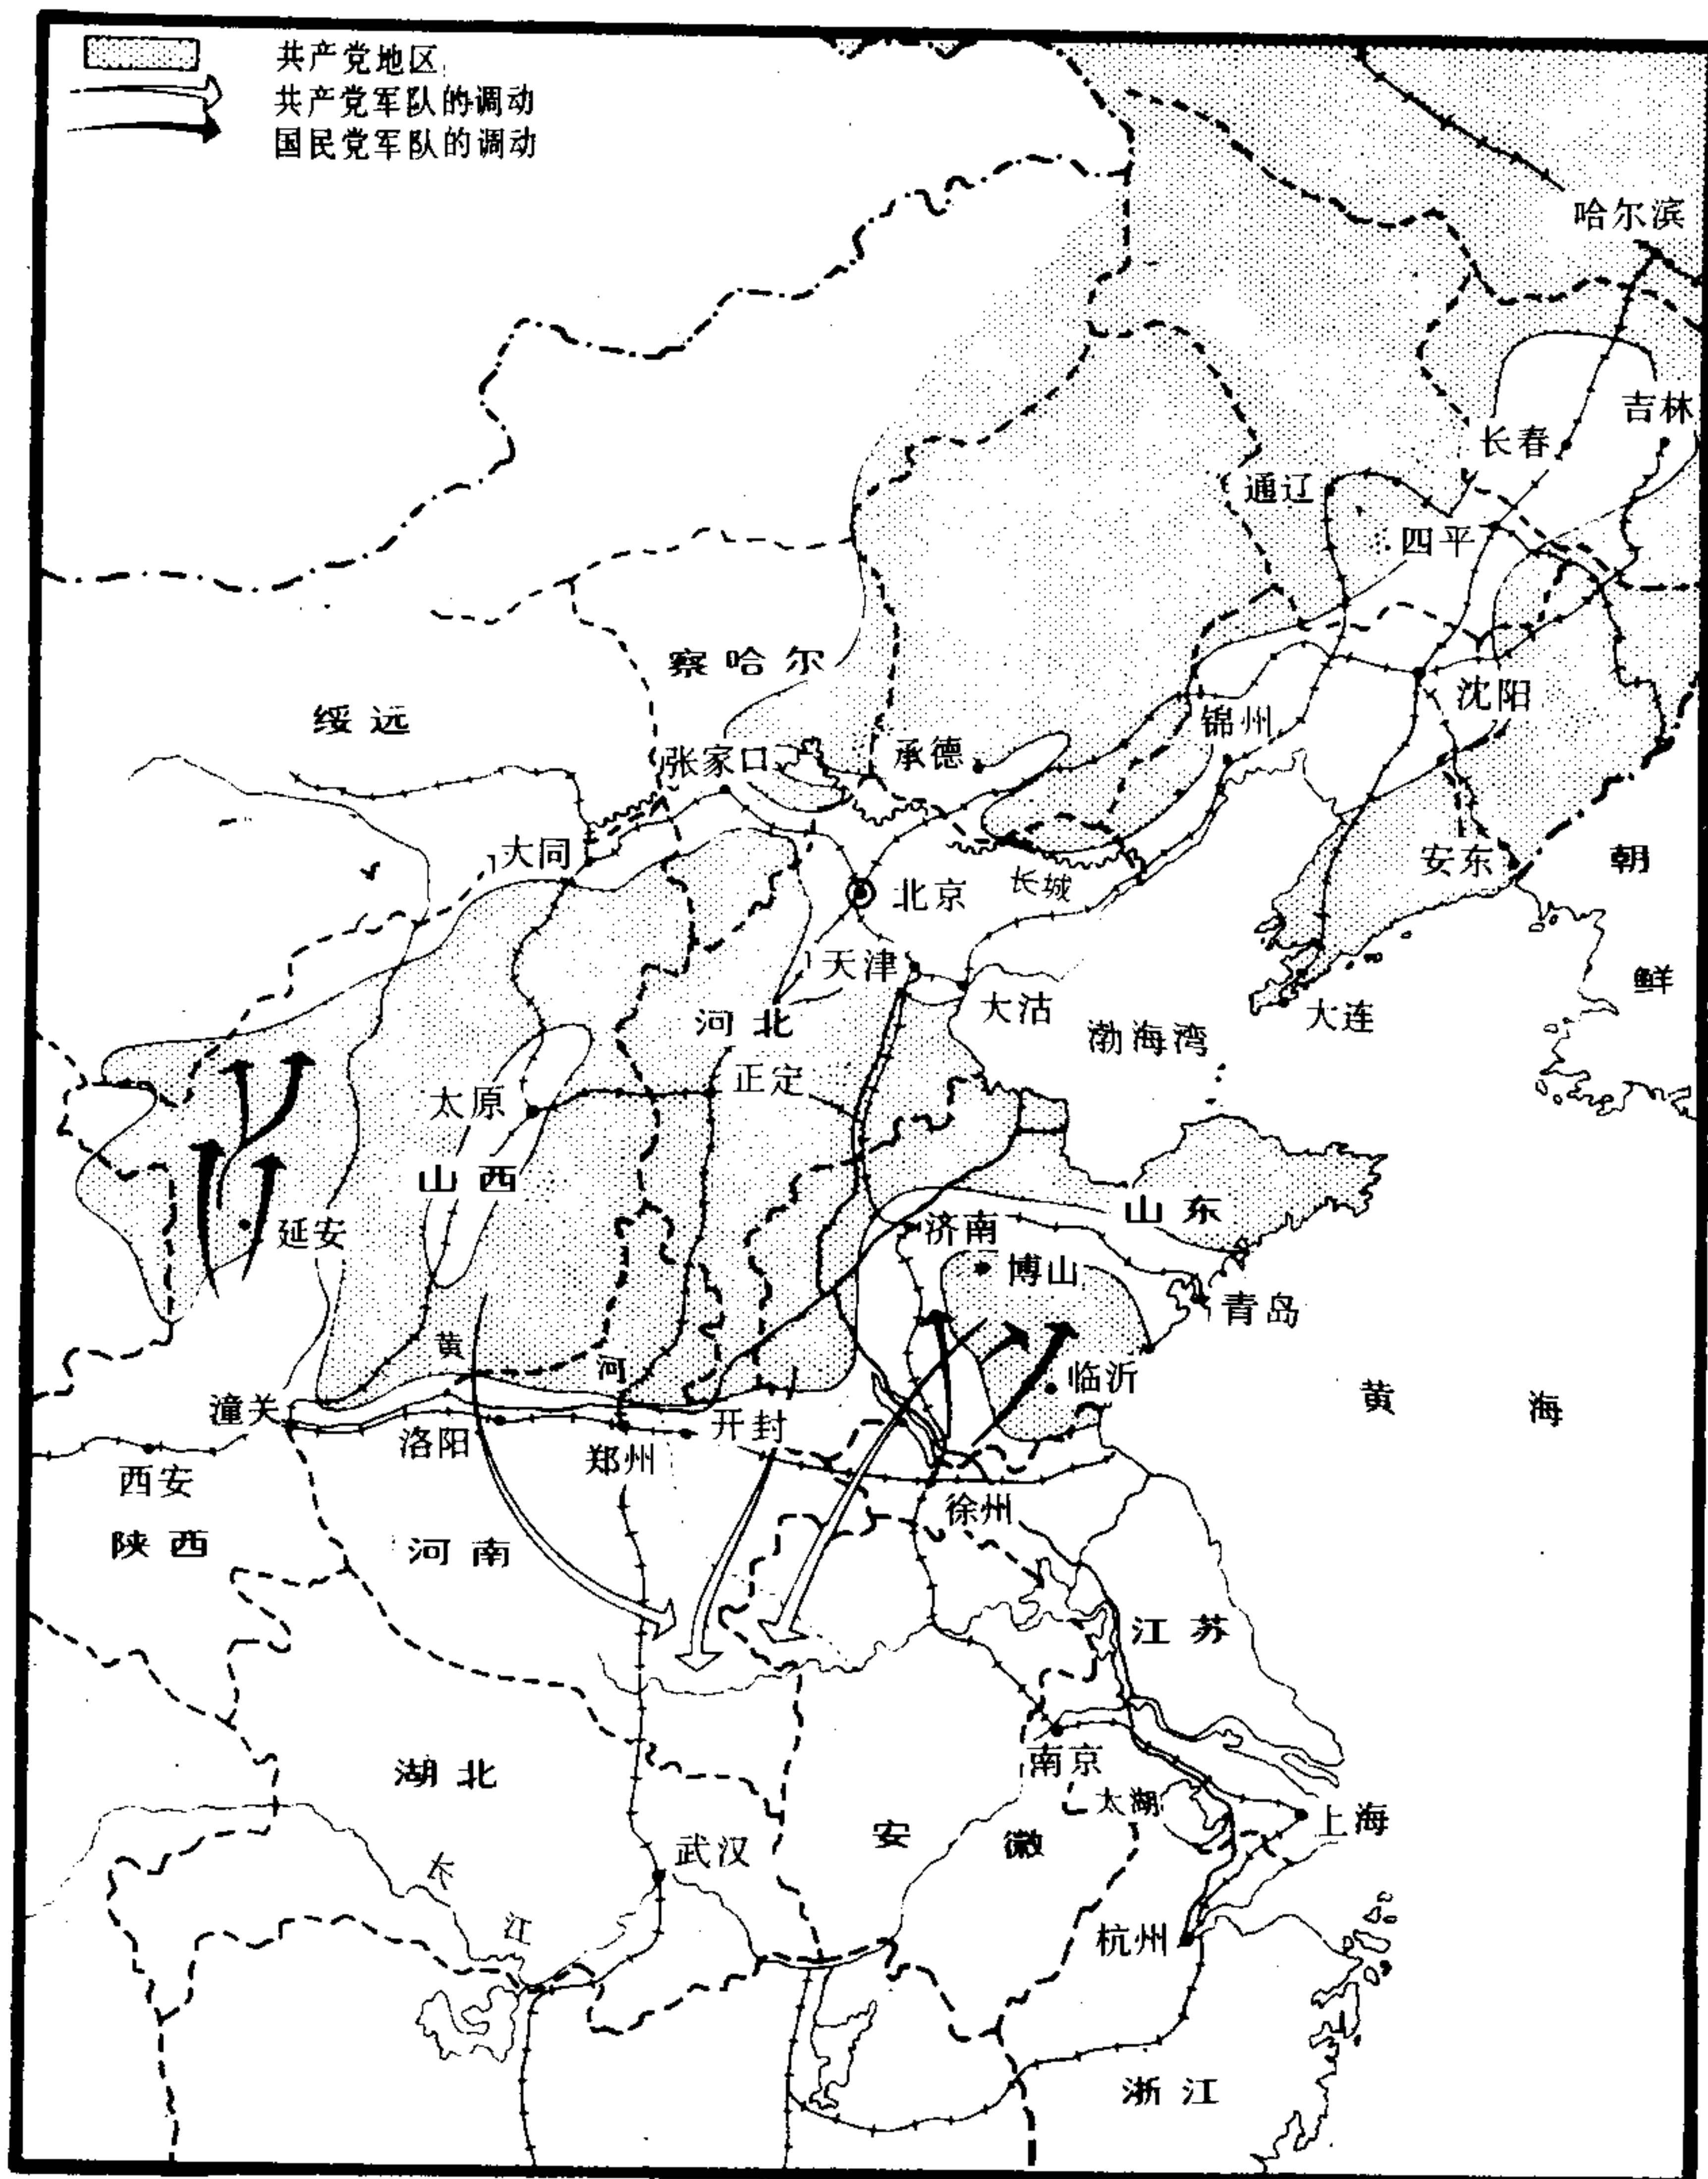 共产党地区
共产党军队的调动
国民党军队的调动
哈尔滨
吉林
长春
通辽
四平
察哈尔
绥远
沈阳
锦州
张家口
承德
大同
安东
朝
鲜
长城
北京
天津
大沽
大连
渤海湾
河北
正定
太原
山西
延安
山东
济南
博山
青岛
临沂
黄
河
潼关
洛阳
郑州
开封
黄
海
西安
陕西
徐州
河南
江苏
湖北
南京
太湖
上海
武汉
安
徽
江
杭州
浙江